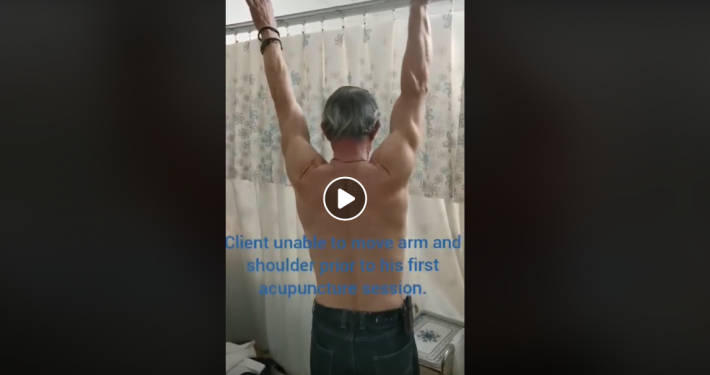 Client unable to move arm and
shoulder prior to his first
acupuncture session.